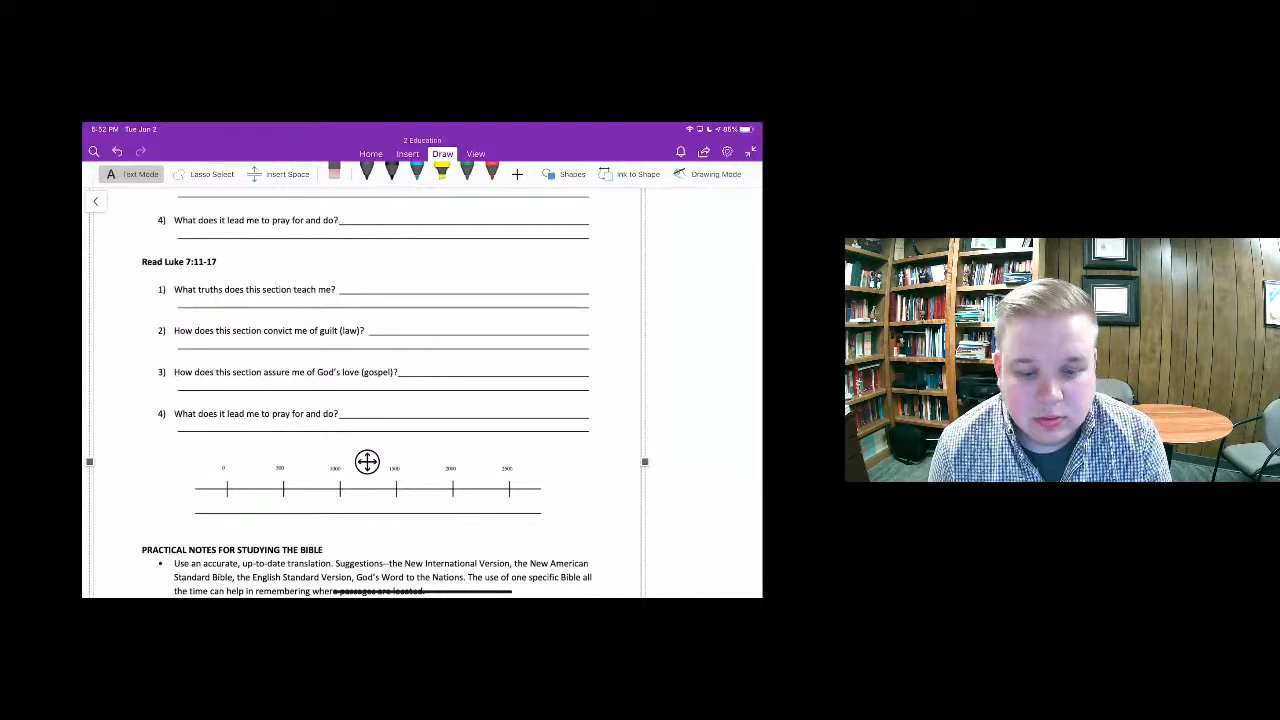 5:52 PM Tue Jun 2
85%
2 Education
Home Insert Draw View
A Text Mode Lasso Select Insert Space Shapes Ink to Shape Drawing Mode
4) What does it lead me to pray for and do?
Read Luke 7:11-17
1) What truths does this section teach me?
2) How does this section convict me of guilt (law)?
3) How does this section assure me of God's love (gospel)?
4) What does it lead me to pray for and do?
0 500 1000 1500 2000 2500
PRACTICAL NOTES FOR STUDYING THE BIBLE
• Use an accurate, up-to-date translation. Suggestions--the New International Version, the New American
Standard Bible, the English Standard Version, God's Word to the Nations. The use of one specific Bible all
the time can help in remembering where passages are located.